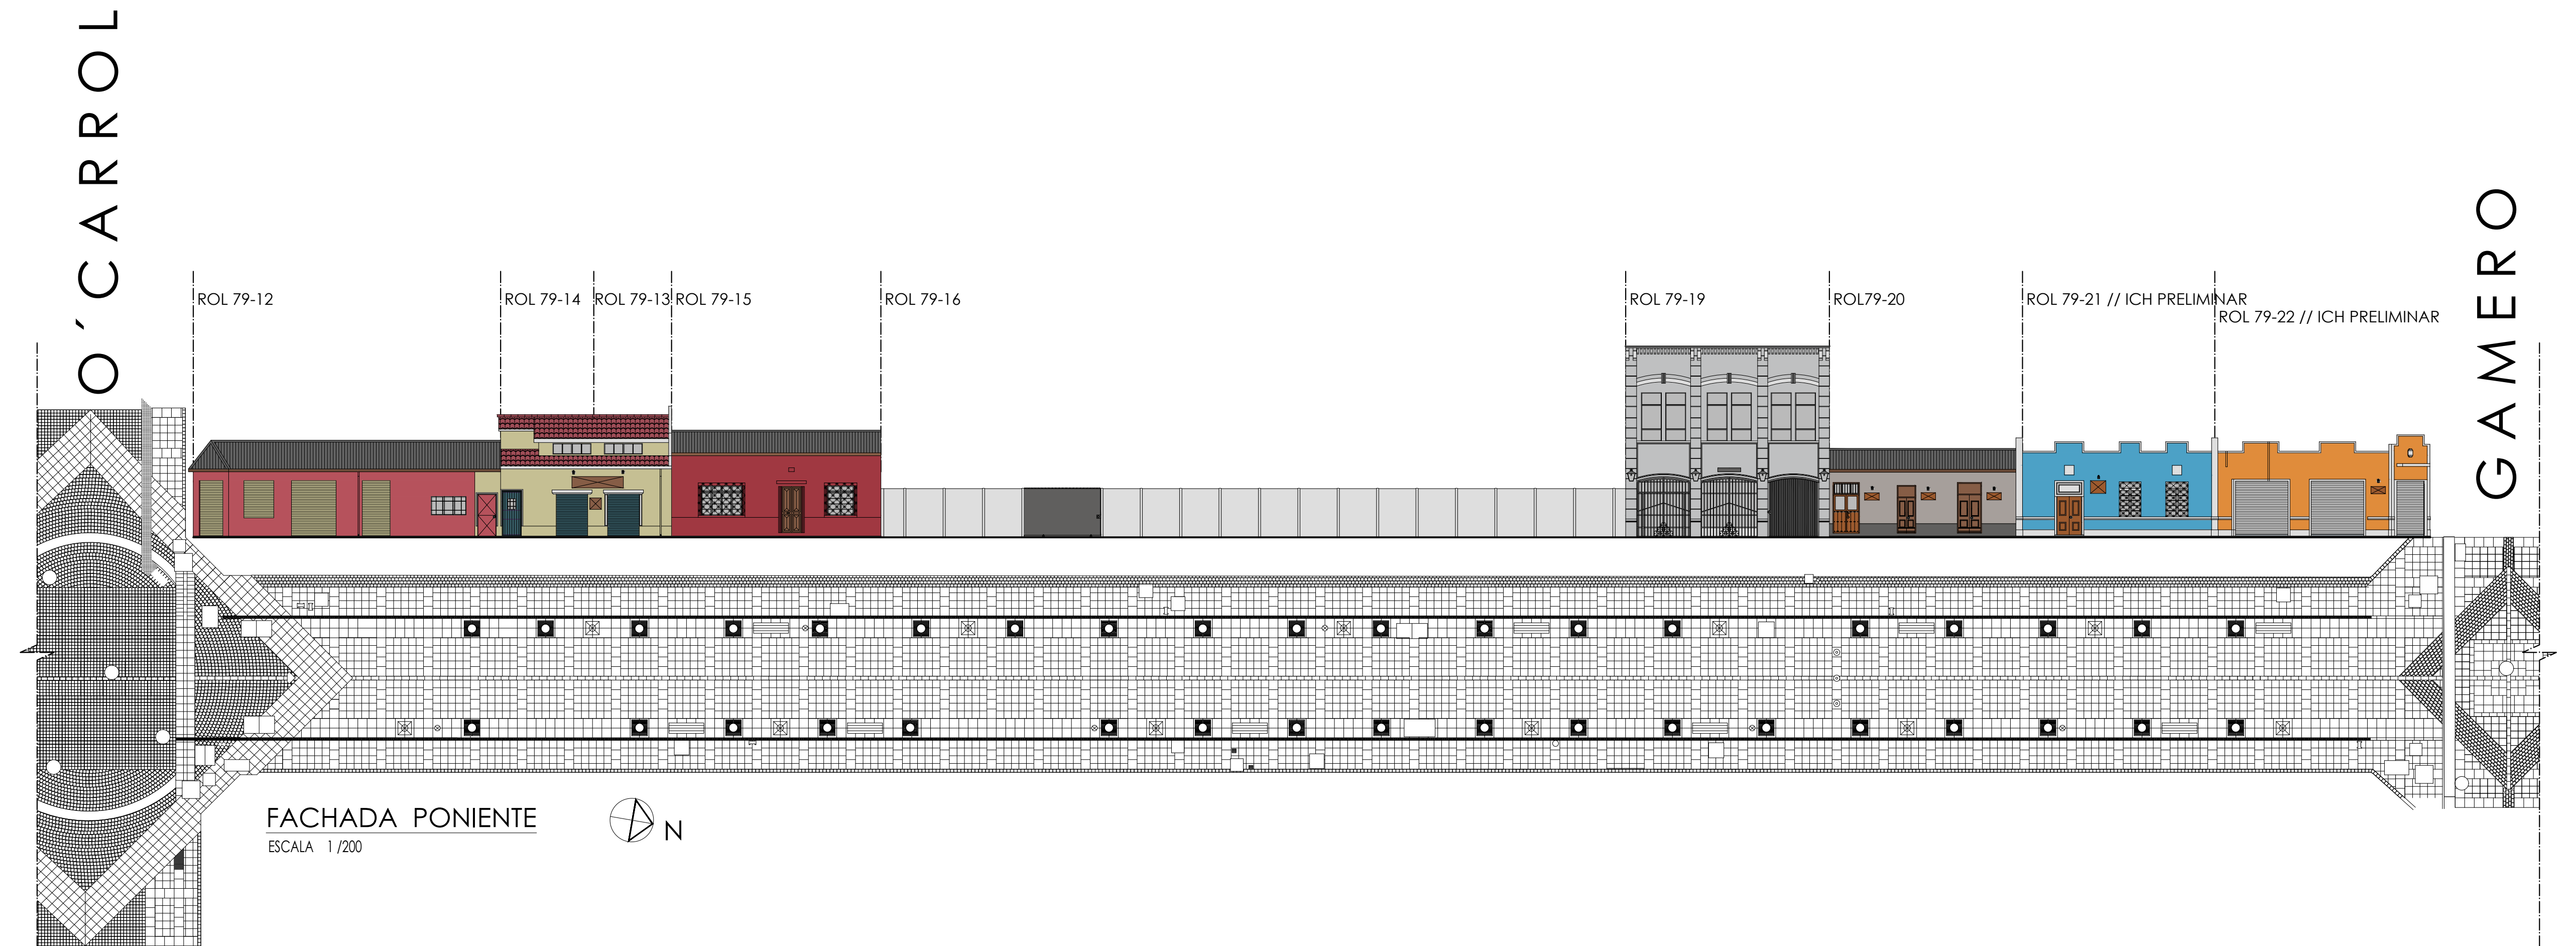 O´CARROL
GAMERO
ROL 79-12
ROL 79-14
ROL 79-13
ROL 79-15
ROL 79-16
ROL 79-19
ROL79-20
ROL 79-21 // ICH PRELIMINAR
ROL 79-22 // ICH PRELIMINAR
FACHADA PONIENTE
ESCALA 1 /200
N